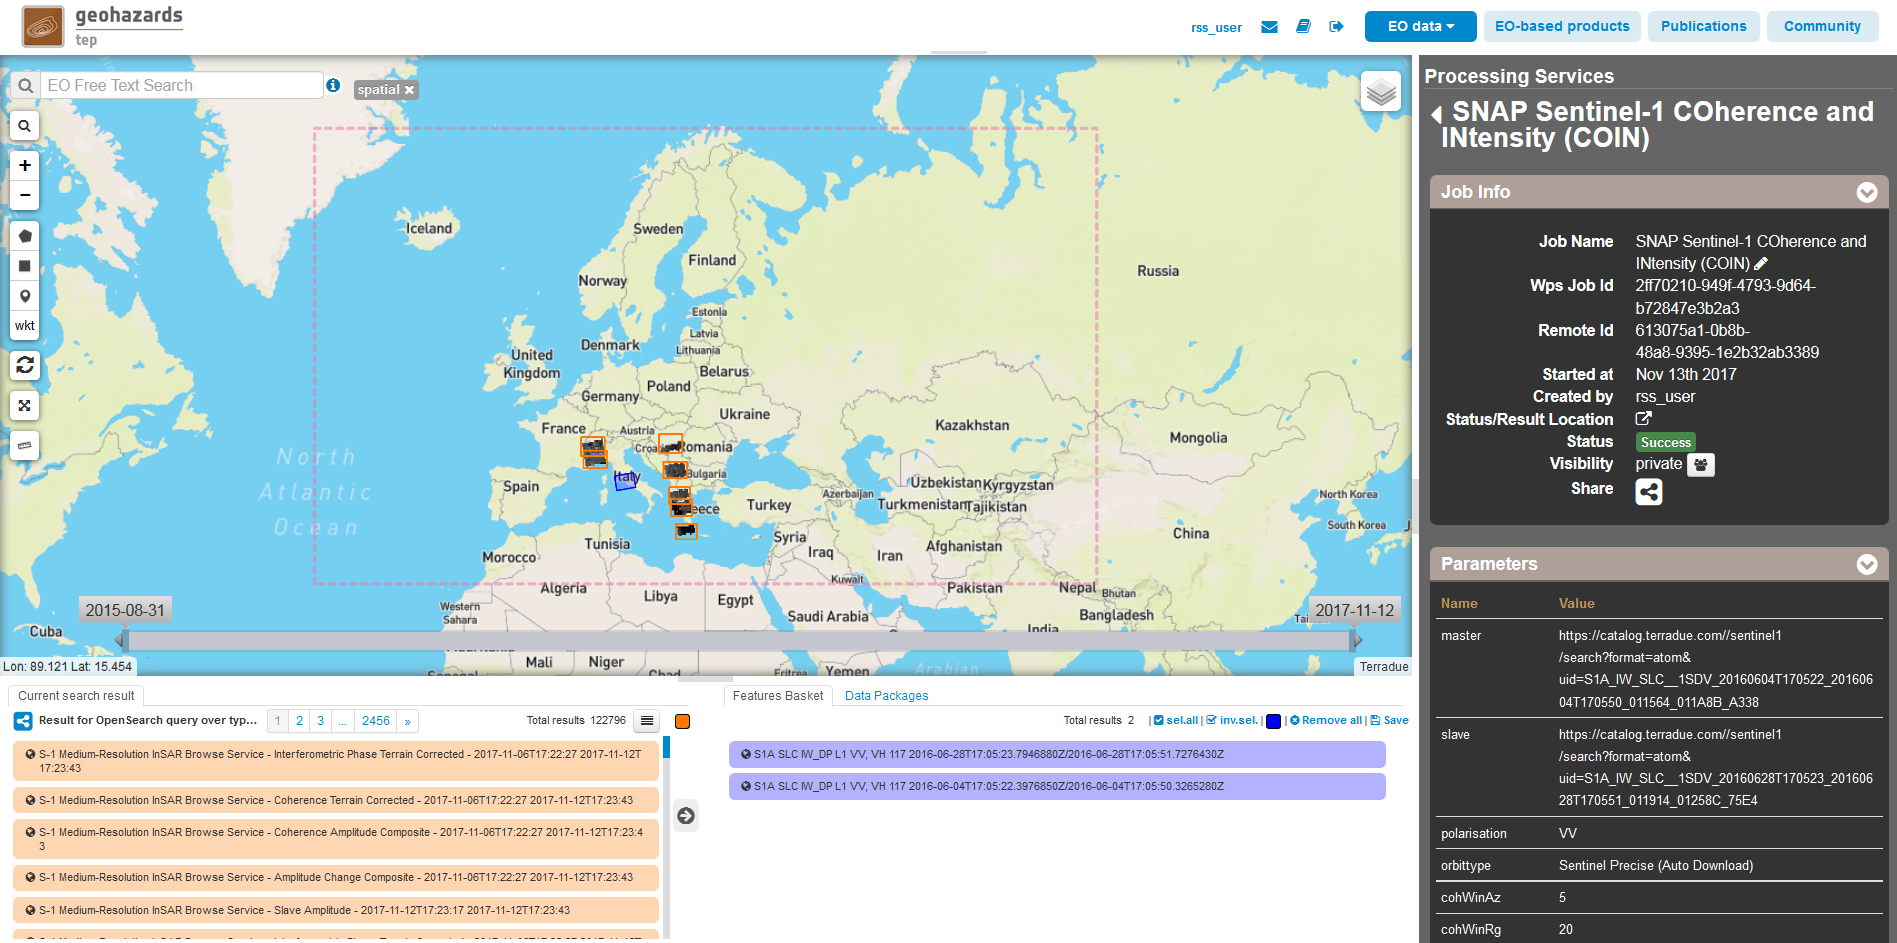 geohazards
tep
rss_user
EO data
EO-based products
Publications
Community
EO Free Text Search
spatial
wkt
Iceland
Sweden
Finland
Norway
Russia
Estonia
Latvia
Lithuania
Denmark
United
Kingdom
Belarus
Poland
Germany
Ukraine
France
Austria
Kazakhstan
Mongolia
Croa
Romania
Italy
Bulgaria
Spain
North
Atlantic
Ocean
Uzbekistan
Kyrgyzstan
Azerbaijan
Turkmenistan
Tajikistan
North Korea
South Korea
Turkey
eece
China
Syria
Tunisia
Morocco
Iraq
Iran
Afghanistan
Kuwait
Algeria
Libya
Egypt
Pakistan
Nepal
Bhutan
Bangladesh
Western
Sahara
Saudi Arabia
India
Cuba
Mali
Niger
Chad
Eritrea
Yemen
Arabian
Senegal
2015-08-31
2017-11-12
Lon: 89.121 Lat: 15.454
Terradue
Current search result
Result for OpenSearch query over typ...
1 2 3 ... 2456 »
Total results 122796
S-1 Medium-Resolution InSAR Browse Service - Interferometric Phase Terrain Corrected - 2017-11-06T17:22:27 2017-11-12T
17:23:43
S-1 Medium-Resolution InSAR Browse Service - Coherence Terrain Corrected - 2017-11-06T17:22:27 2017-11-12T17:23:43
S-1 Medium-Resolution InSAR Browse Service - Coherence Amplitude Composite - 2017-11-06T17:22:27 2017-11-12T17:23:4
3
S-1 Medium-Resolution InSAR Browse Service - Amplitude Change Composite - 2017-11-06T17:22:27 2017-11-12T17:23:43
S-1 Medium-Resolution InSAR Browse Service - Slave Amplitude - 2017-11-12T17:23:17 2017-11-12T17:23:43
Features Basket
Data Packages
Total results 2 | sel.all | inv.sel. | | Remove all | Save
S1A SLC IW_DP L1 VV, VH 117 2016-06-28T17:05:23.7946880Z/2016-06-28T17:05:51.7276430Z
S1A SLC IW_DP L1 VV, VH 117 2016-06-04T17:05:22.3976850Z/2016-06-04T17:05:50.3265280Z
Processing Services
SNAP Sentinel-1 COherence and
INtensity (COIN)
Job Info
Job Name SNAP Sentinel-1 COherence and
INtensity (COIN)
Wps Job Id 2ff70210-949f-4793-9d64-
b72847e3b2a3
Remote Id 613075a1-0b8b-
48a8-9395-1e2b32ab3389
Started at Nov 13th 2017
Created by rss_user
Status/Result Location
Status Success
Visibility private
Share
Parameters
Name Value
master https://catalog.terradue.com//sentinel1
/search?format=atom&
uid=S1A_IW_SLC__1SDV_20160604T170522_201606
04T170550_011564_011A8B_A338
slave https://catalog.terradue.com//sentinel1
/search?format=atom&
uid=S1A_IW_SLC__1SDV_20160628T170523_201606
28T170551_011914_01258C_75E4
polarisation VV
orbittype Sentinel Precise (Auto Download)
cohWinAz 5
cohWinRg 20